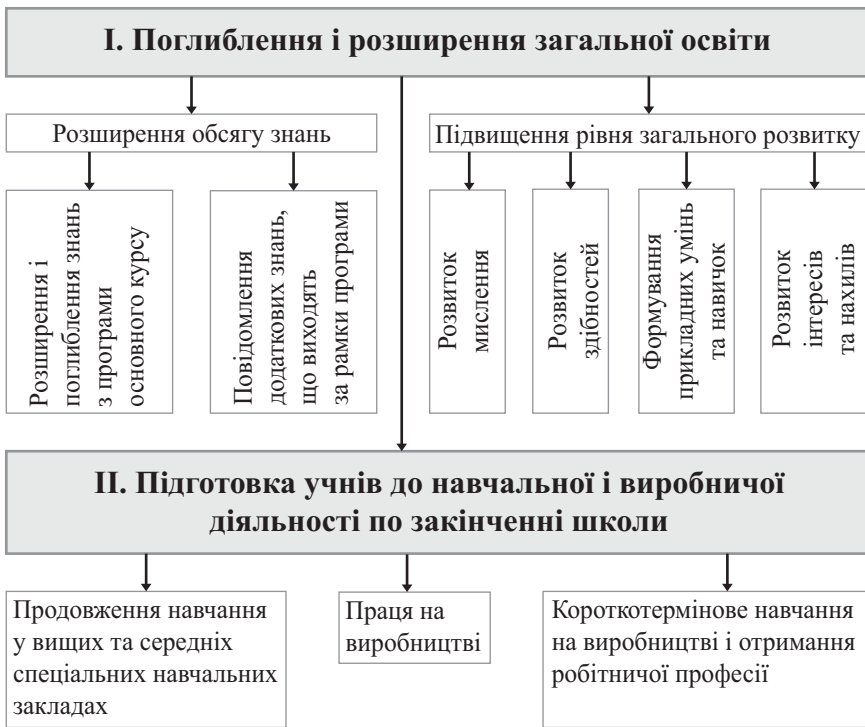 І. Поглиблення і розширення загальної освіти
Розширення обсягу знань
Підвищення рівня загального розвитку
Розширення і
поглиблення знань
з програми
основного курсу
Повідомлення
додаткових знань,
що виходять
за рамки програми
Розвиток
мислення
Розвиток
здібностей
Формування
прикладних умінь
та навичок
Розвиток
інтересів
та нахилів
ІІ. Підготовка учнів до навчальної і виробничої
діяльності по закінченні школи
Продовження навчання
у вищих та середніх
спеціальних навчальних
закладах
Праця на
виробництві
Короткотермінове навчання
на виробництві і отримання
робітничої професії